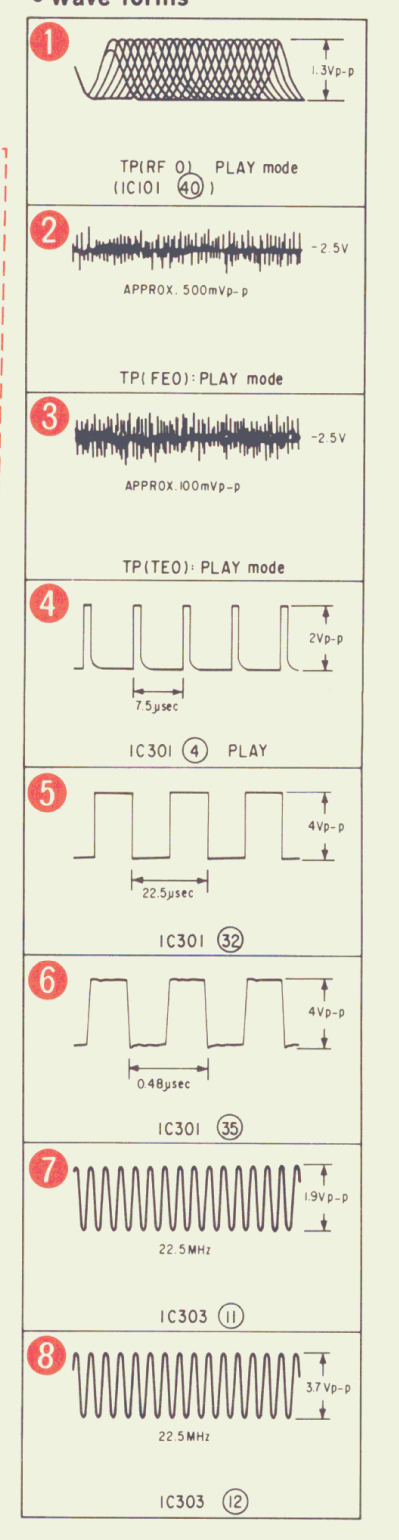 • Wave forms
1
1.3Vp-p
TP(RF O) PLAY mode
(IC101 40)
2
-2.5V
APPROX. 500mVp-p
TP(FEO): PLAY mode
3
-2.5V
APPROX. 100mVp-p
TP(TEO): PLAY mode
4
2Vp-p
7.5μsec
IC301 4 PLAY
5
4Vp-p
22.5μsec
IC301 32
6
4Vp-p
0.48μsec
IC301 35
7
1.9Vp-p
22.5MHz
IC303 11
8
3.7Vp-p
22.5MHz
IC303 12